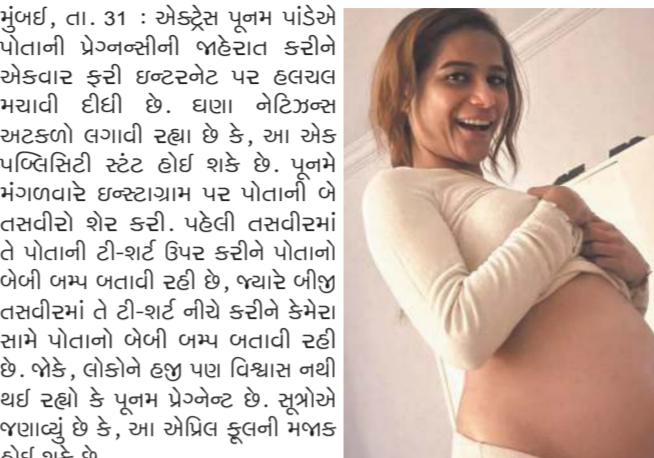 મુંબઈ, તા. 31 : એક્ટ્રેસ પૂનમ પાંડેએ
પોતાની પ્રેગ્નન્સીની જાહેરાત કરીને
એકવાર ફરી ઇન્ટરનેટ પર હલચલ
મચાવી દીધી છે. ઘણા નેટિઝન્સ
અટકળો લગાવી રહ્યા છે કે, આ એક
પબ્લિસિટી સ્ટંટ હોઈ શકે છે. પૂનમે
મંગળવારે ઇન્સ્ટાગ્રામ પર પોતાની બે
તસવીરો શેર કરી. પહેલી તસવીરમાં
તે પોતાની ટી-શર્ટ ઉપર કરીને પોતાનો
બેબી બમ્પ બતાવી રહી છે, જ્યારે બીજી
તસવીરમાં તે ટી-શર્ટ નીચે કરીને કેમેરા
સામે પોતાનો બેબી બમ્પ બતાવી રહી
છે. જોકે, લોકોને હજી પણ વિશ્વાસ નથી
થઈ રહ્યો કે પૂનમ પ્રેગ્નેન્ટ છે. સૂત્રોએ
જણાવ્યું છે કે, આ એપ્રિલ ફૂલની મજાક
હોઈ શકે છે